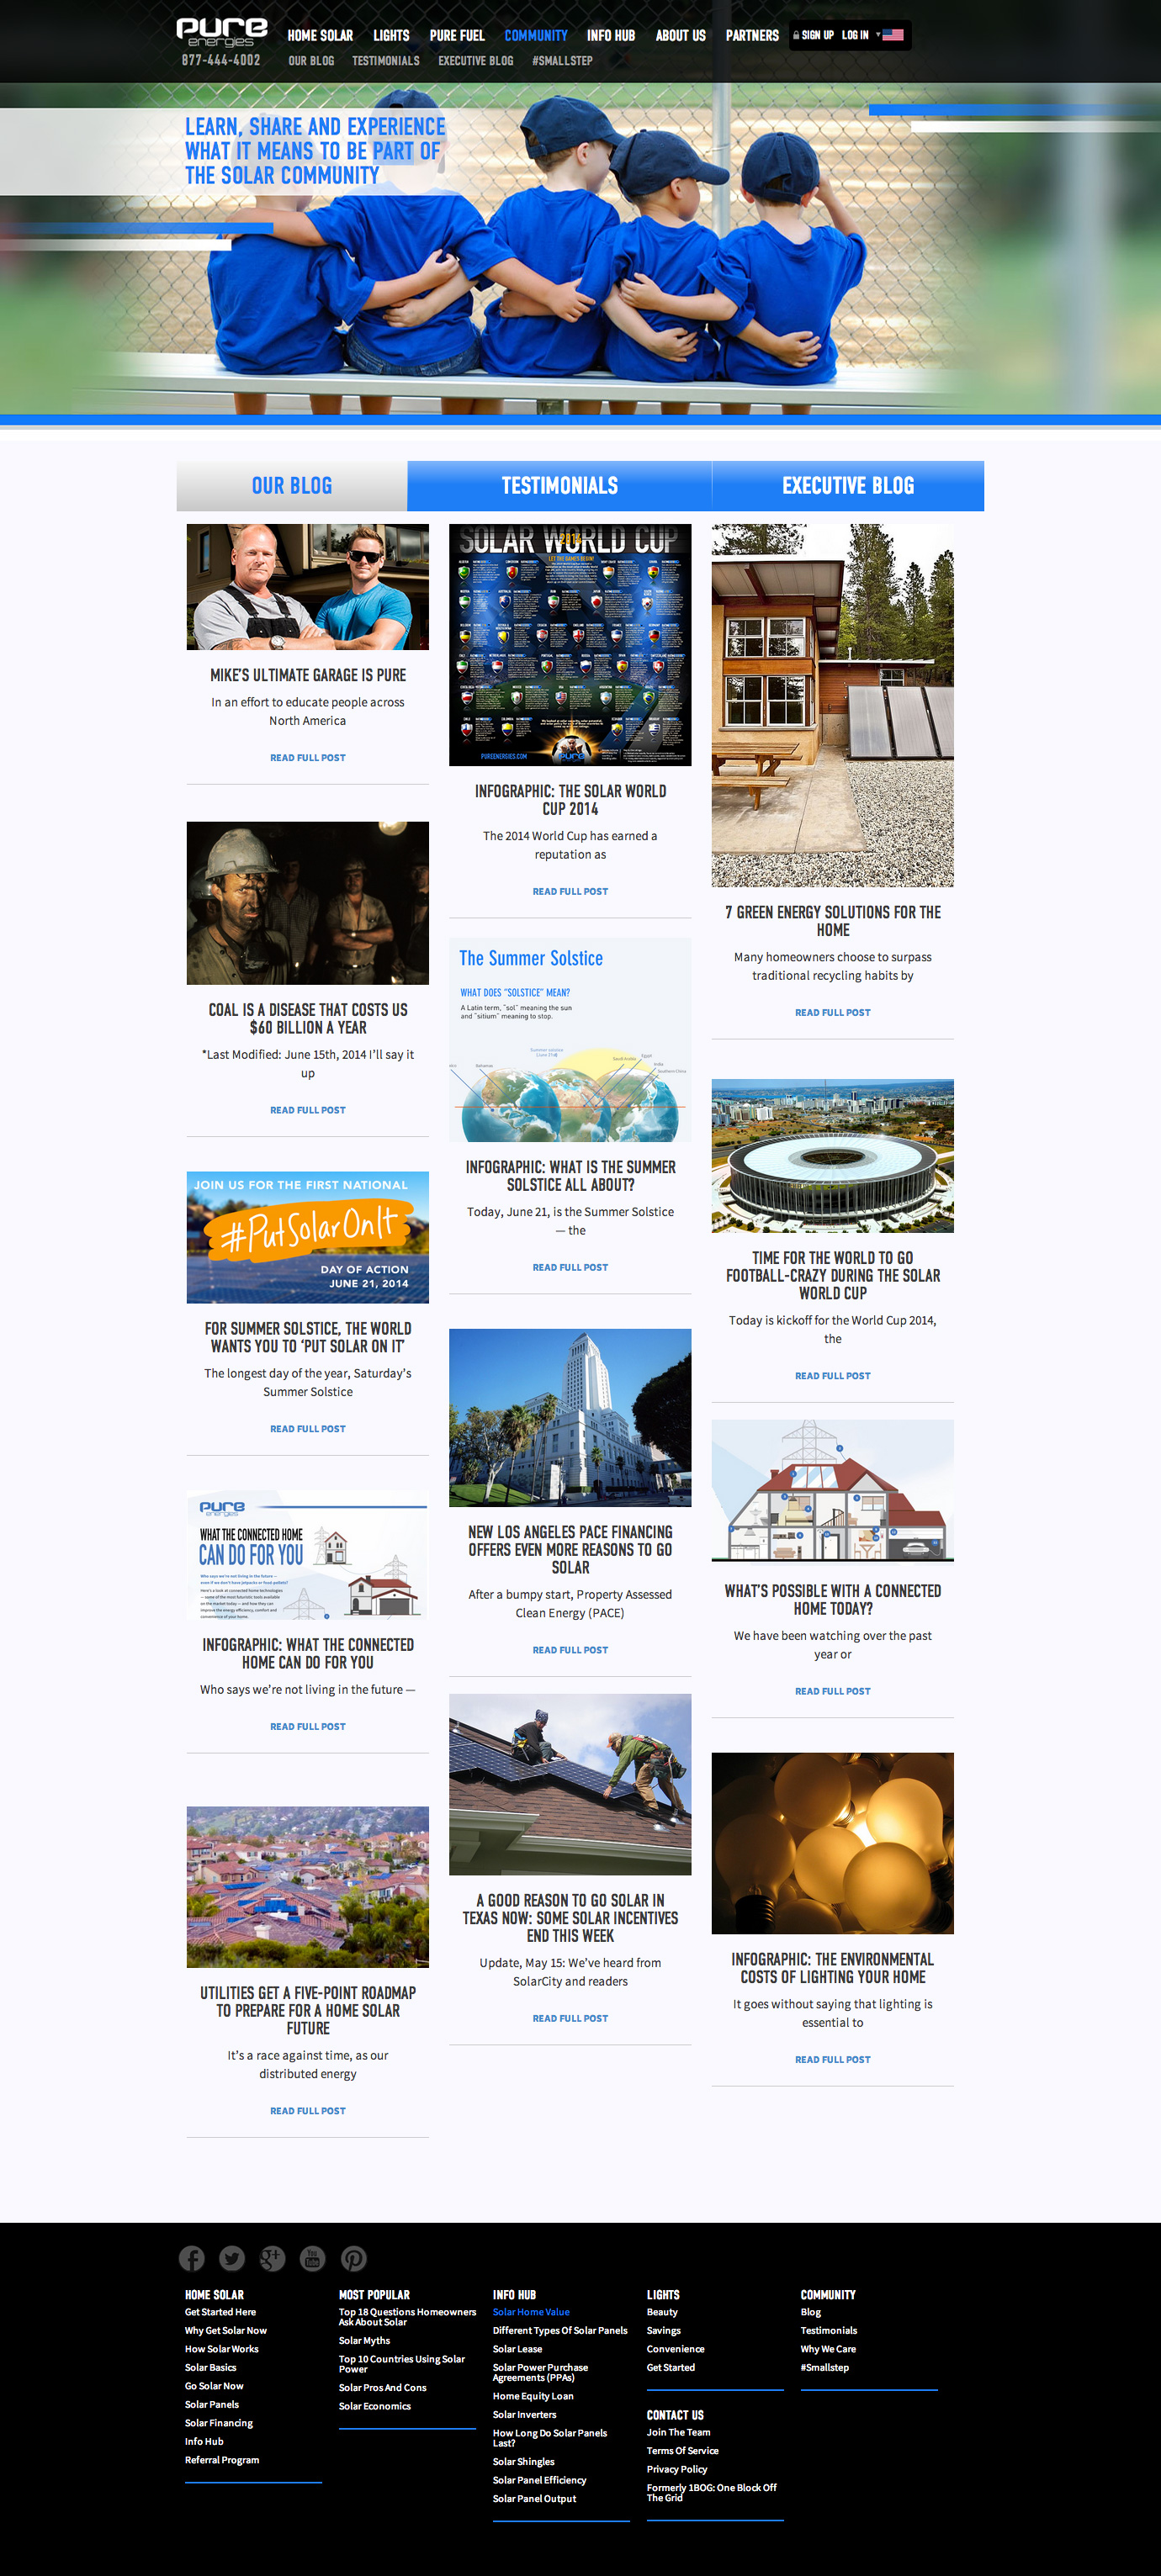 pure
energies
877-444-4002
HOME SOLAR LIGHTS PURE FUEL COMMUNITY INFO HUB ABOUT US PARTNERS SIGN UP LOG IN
OUR BLOG TESTIMONIALS EXECUTIVE BLOG #SMALLSTEP
LEARN, SHARE AND EXPERIENCE
WHAT IT MEANS TO BE PART OF
THE SOLAR COMMUNITY
OUR BLOG TESTIMONIALS EXECUTIVE BLOG
MIKE'S ULTIMATE GARAGE IS PURE
In an effort to educate people across
North America
READ FULL POST
COAL IS A DISEASE THAT COSTS US
$60 BILLION A YEAR
*Last Modified: June 15th, 2014 I'll say it
up
READ FULL POST
JOIN US FOR THE FIRST NATIONAL
#PutSolarOnIt
DAY OF ACTION
JUNE 21, 2014
FOR SUMMER SOLSTICE, THE WORLD
WANTS YOU TO 'PUT SOLAR ON IT'
The longest day of the year, Saturday's
Summer Solstice
READ FULL POST
pure
energies
WHAT THE CONNECTED HOME
CAN DO FOR YOU
INFOGRAPHIC: WHAT THE CONNECTED
HOME CAN DO FOR YOU
Who says we're not living in the future —
READ FULL POST
UTILITIES GET A FIVE-POINT ROADMAP
TO PREPARE FOR A HOME SOLAR
FUTURE
It's a race against time, as our
distributed energy
READ FULL POST
SOLAR WORLD CUP
2014
LET THE GAMES BEGIN!
PUREENERGIES.COM
pure
INFOGRAPHIC: THE SOLAR WORLD
CUP 2014
The 2014 World Cup has earned a
reputation as
READ FULL POST
The Summer Solstice
WHAT DOES "SOLSTICE" MEAN?
A Latin term, "sol" meaning the sun
and "sitium" meaning to stop.
INFOGRAPHIC: WHAT IS THE SUMMER
SOLSTICE ALL ABOUT?
Today, June 21, is the Summer Solstice
— the
READ FULL POST
NEW LOS ANGELES PACE FINANCING
OFFERS EVEN MORE REASONS TO GO
SOLAR
After a bumpy start, Property Assessed
Clean Energy (PACE)
READ FULL POST
A GOOD REASON TO GO SOLAR IN
TEXAS NOW: SOME SOLAR INCENTIVES
END THIS WEEK
Update, May 15: We've heard from
SolarCity and readers
READ FULL POST
7 GREEN ENERGY SOLUTIONS FOR THE
HOME
Many homeowners choose to surpass
traditional recycling habits by
READ FULL POST
TIME FOR THE WORLD TO GO
FOOTBALL-CRAZY DURING THE SOLAR
WORLD CUP
Today is kickoff for the World Cup 2014,
the
READ FULL POST
WHAT'S POSSIBLE WITH A CONNECTED
HOME TODAY?
We have been watching over the past
year or
READ FULL POST
INFOGRAPHIC: THE ENVIRONMENTAL
COSTS OF LIGHTING YOUR HOME
It goes without saying that lighting is
essential to
READ FULL POST
HOME SOLAR
Get Started Here
Why Get Solar Now
How Solar Works
Solar Basics
Go Solar Now
Solar Panels
Solar Financing
Info Hub
Referral Program
MOST POPULAR
Top 18 Questions Homeowners
Ask About Solar
Solar Myths
Top 10 Countries Using Solar
Power
Solar Pros And Cons
Solar Economics
INFO HUB
Solar Home Value
Different Types Of Solar Panels
Solar Lease
Solar Power Purchase
Agreements (PPAs)
Home Equity Loan
Solar Inverters
How Long Do Solar Panels
Last?
Solar Shingles
Solar Panel Efficiency
Solar Panel Output
LIGHTS
Beauty
Savings
Convenience
Get Started
CONTACT US
Join The Team
Terms Of Service
Privacy Policy
Formerly 1BOG: One Block Off
The Grid
COMMUNITY
Blog
Testimonials
Why We Care
#Smallstep